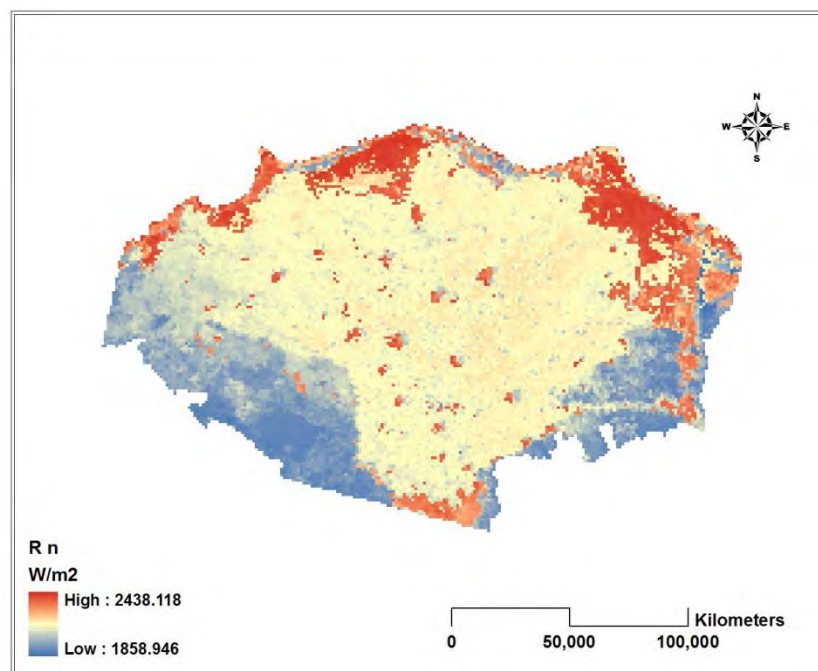 N
W E
S
R n
W/m2
High : 2438.118
Low : 1858.946
Kilometers
0 50,000 100,000